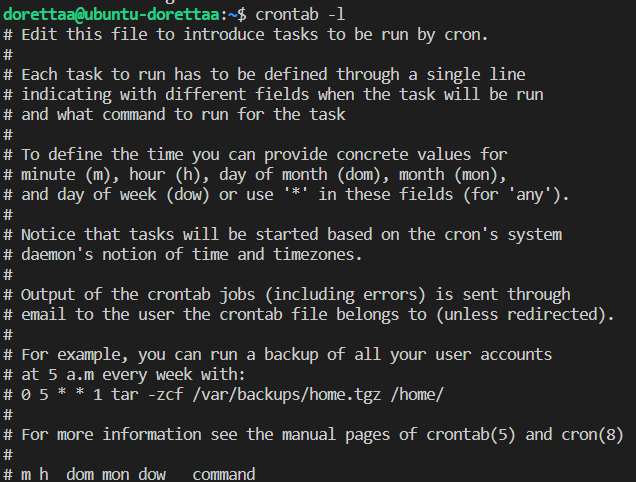 dorettaa@ubuntu-dorettaa:~$ crontab -l
# Edit this file to introduce tasks to be run by cron.
#
# Each task to run has to be defined through a single line
# indicating with different fields when the task will be run
# and what command to run for the task
#
# To define the time you can provide concrete values for
# minute (m), hour (h), day of month (dom), month (mon),
# and day of week (dow) or use '*' in these fields (for 'any').
#
# Notice that tasks will be started based on the cron's system
# daemon's notion of time and timezones.
#
# Output of the crontab jobs (including errors) is sent through
# email to the user the crontab file belongs to (unless redirected).
#
# For example, you can run a backup of all your user accounts
# at 5 a.m every week with:
# 0 5 * * 1 tar -zcf /var/backups/home.tgz /home/
#
# For more information see the manual pages of crontab(5) and cron(8)
#
# m h  dom mon dow   command